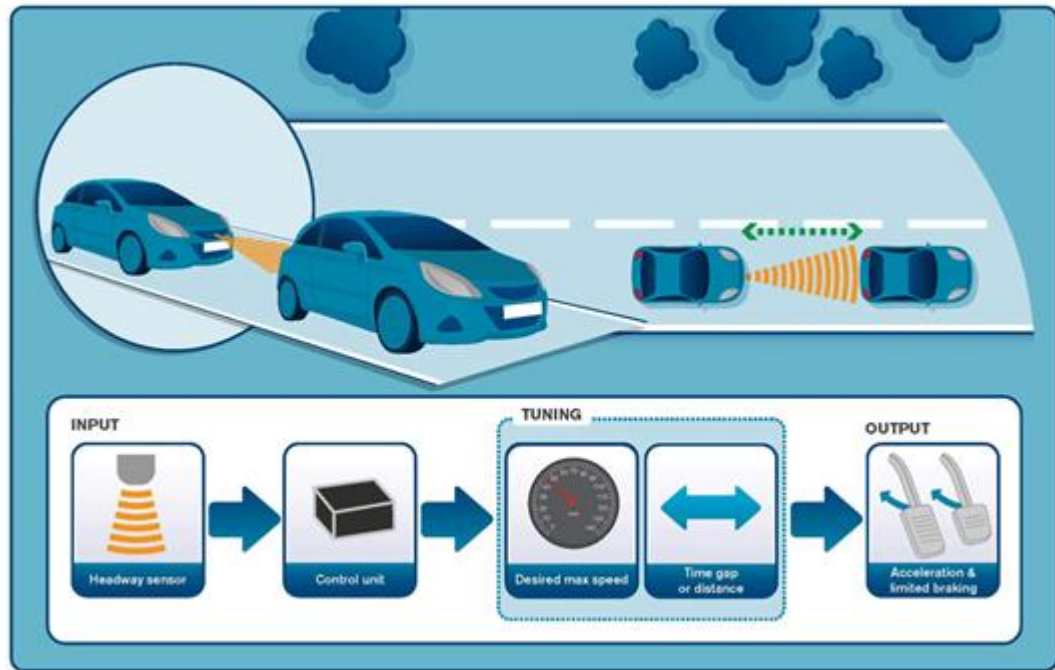 INPUT
TUNING
OUTPUT
Headway sensor
Control unit
Desired max speed
Time gap
or distance
Acceleration &
limited braking